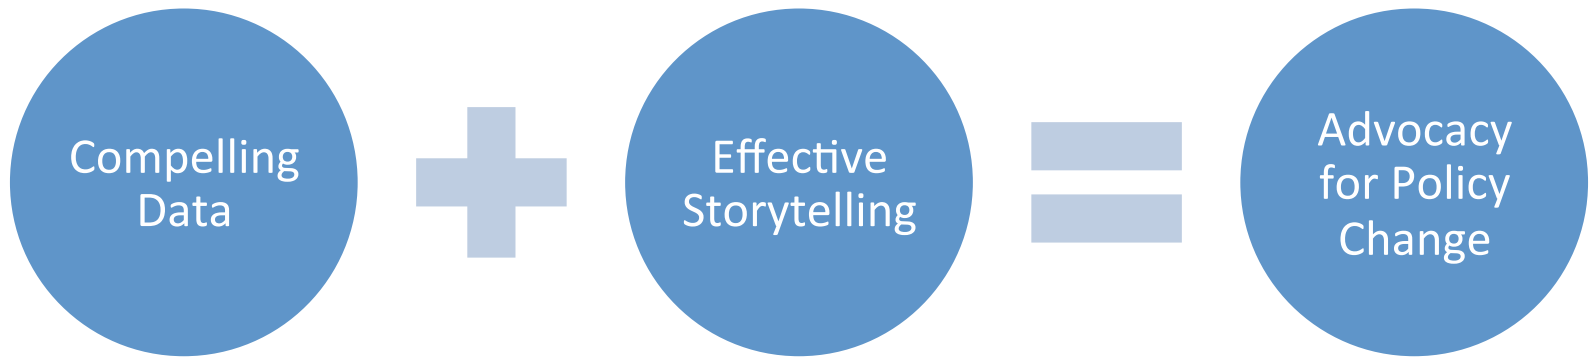 Compelling
Data
Effective
Storytelling
Advocacy
for Policy
Change